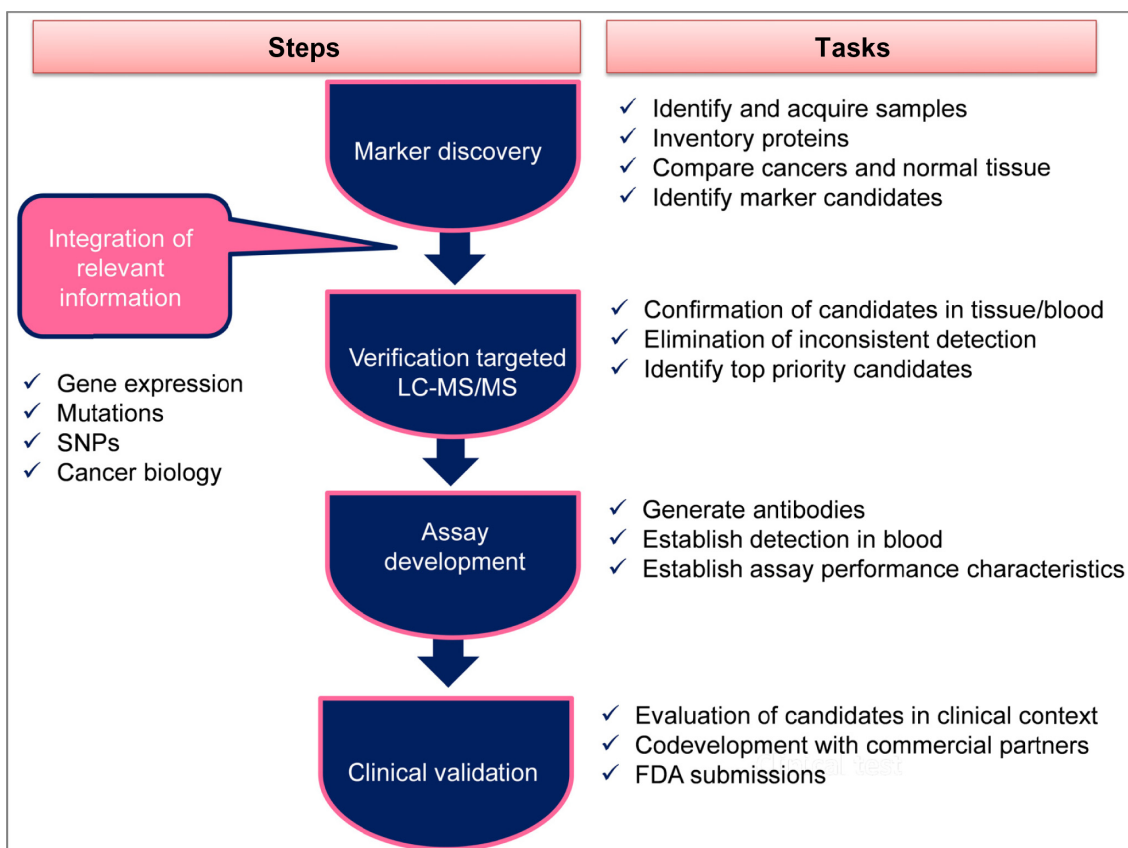 Steps
Tasks
Marker discovery
Identify and acquire samples
Inventory proteins
Compare cancers and normal tissue
Identify marker candidates
Integration of
relevant
information
Gene expression
Mutations
SNPs
Cancer biology
Verification targeted
LC-MS/MS
Confirmation of candidates in tissue/blood
Elimination of inconsistent detection
Identify top priority candidates
Assay
development
Generate antibodies
Establish detection in blood
Establish assay performance characteristics
Clinical validation
Evaluation of candidates in clinical context
Codevelopment with commercial partners
FDA submissions